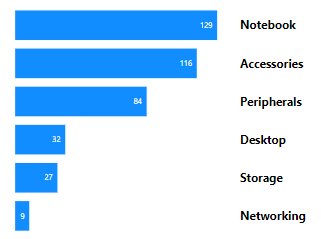 129 Notebook
116 Accessories
84 Peripherals
32 Desktop
27 Storage
9 Networking